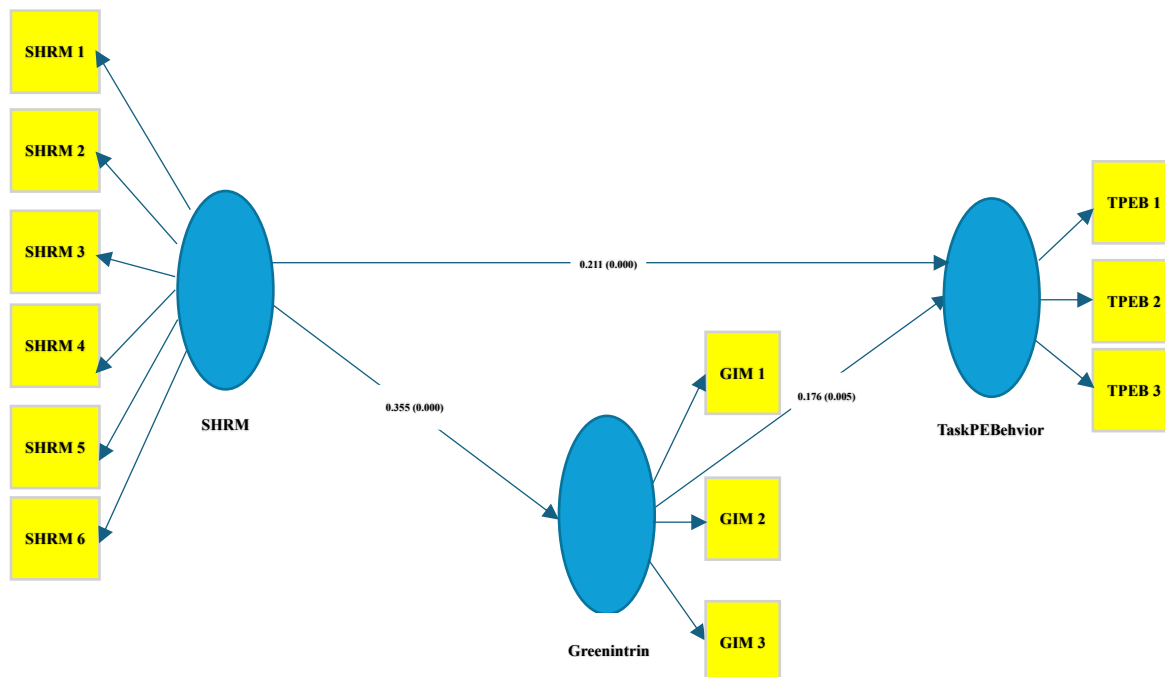 SHRM 1
SHRM 2
SHRM 3
SHRM 4
SHRM 5
SHRM 6
SHRM
0.211 (0.000)
0.355 (0.000)
0.176 (0.005)
GIM 1
GIM 2
GIM 3
Greenintrin
TPEB 1
TPEB 2
TPEB 3
TaskPEBehvior